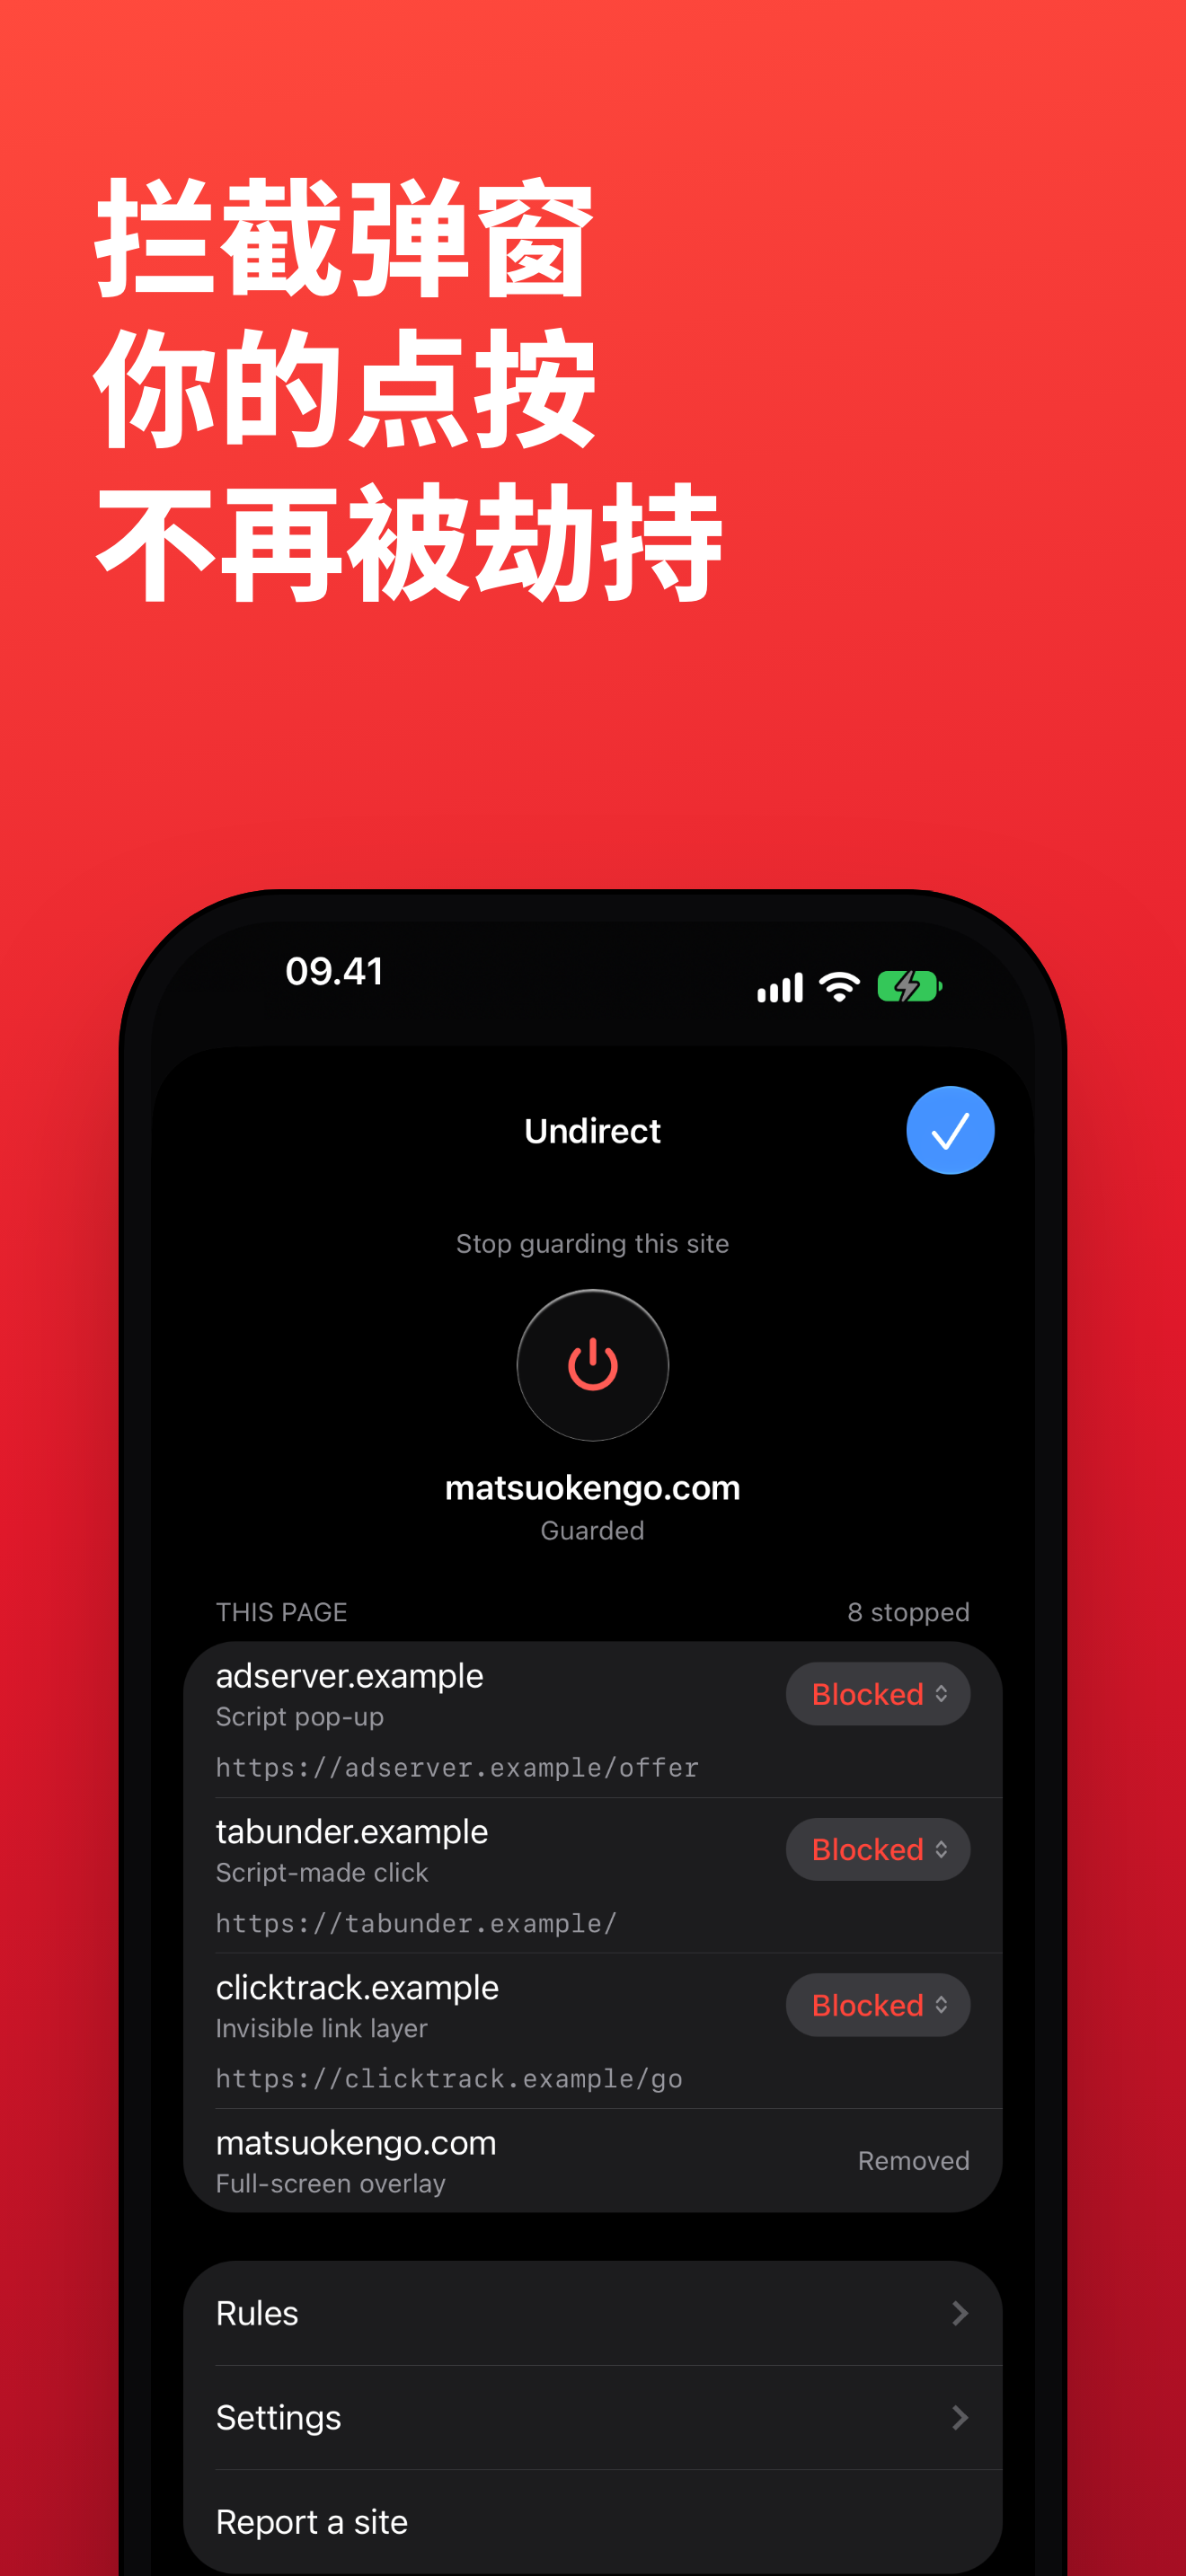 拦截弹窗
你的点按
不再被劫持
09.41
Undirect
Stop guarding this site
matsuokengo.com
Guarded
THIS PAGE 8 stopped
adserver.example Blocked
Script pop-up
https://adserver.example/offer
tabunder.example Blocked
Script-made click
https://tabunder.example/
clicktrack.example Blocked
Invisible link layer
https://clicktrack.example/go
matsuokengo.com Removed
Full-screen overlay
Rules
Settings
Report a site